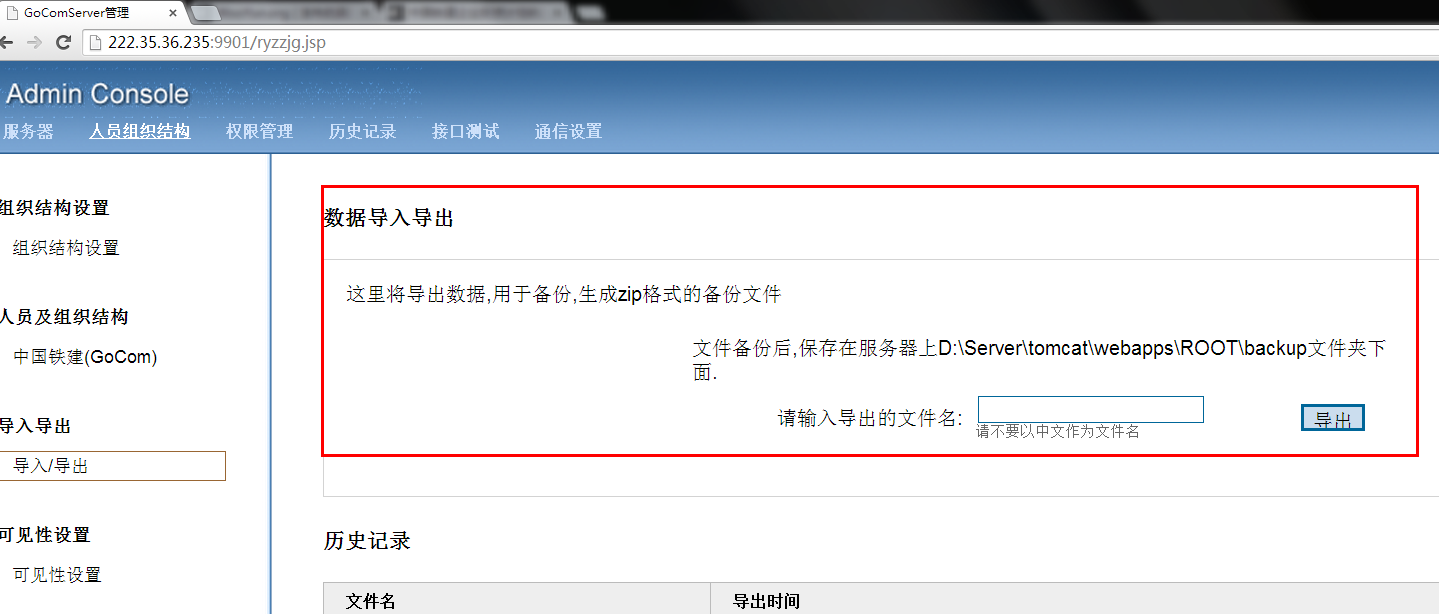 GoComServer管理
222.35.36.235:9901/ryzzjg.jsp
Admin Console
服务器 人员组织结构 权限管理 历史记录 接口测试 通信设置
组织结构设置
组织结构设置
人员及组织结构
中国铁建(GoCom)
导入导出
导入/导出
可见性设置
可见性设置
数据导入导出
这里将导出数据,用于备份,生成zip格式的备份文件
文件备份后,保存在服务器上D:\Server\tomcat\webapps\ROOT\backup文件夹下
面.
请输入导出的文件名:
请不要以中文作为文件名
导出
历史记录
文件名 导出时间